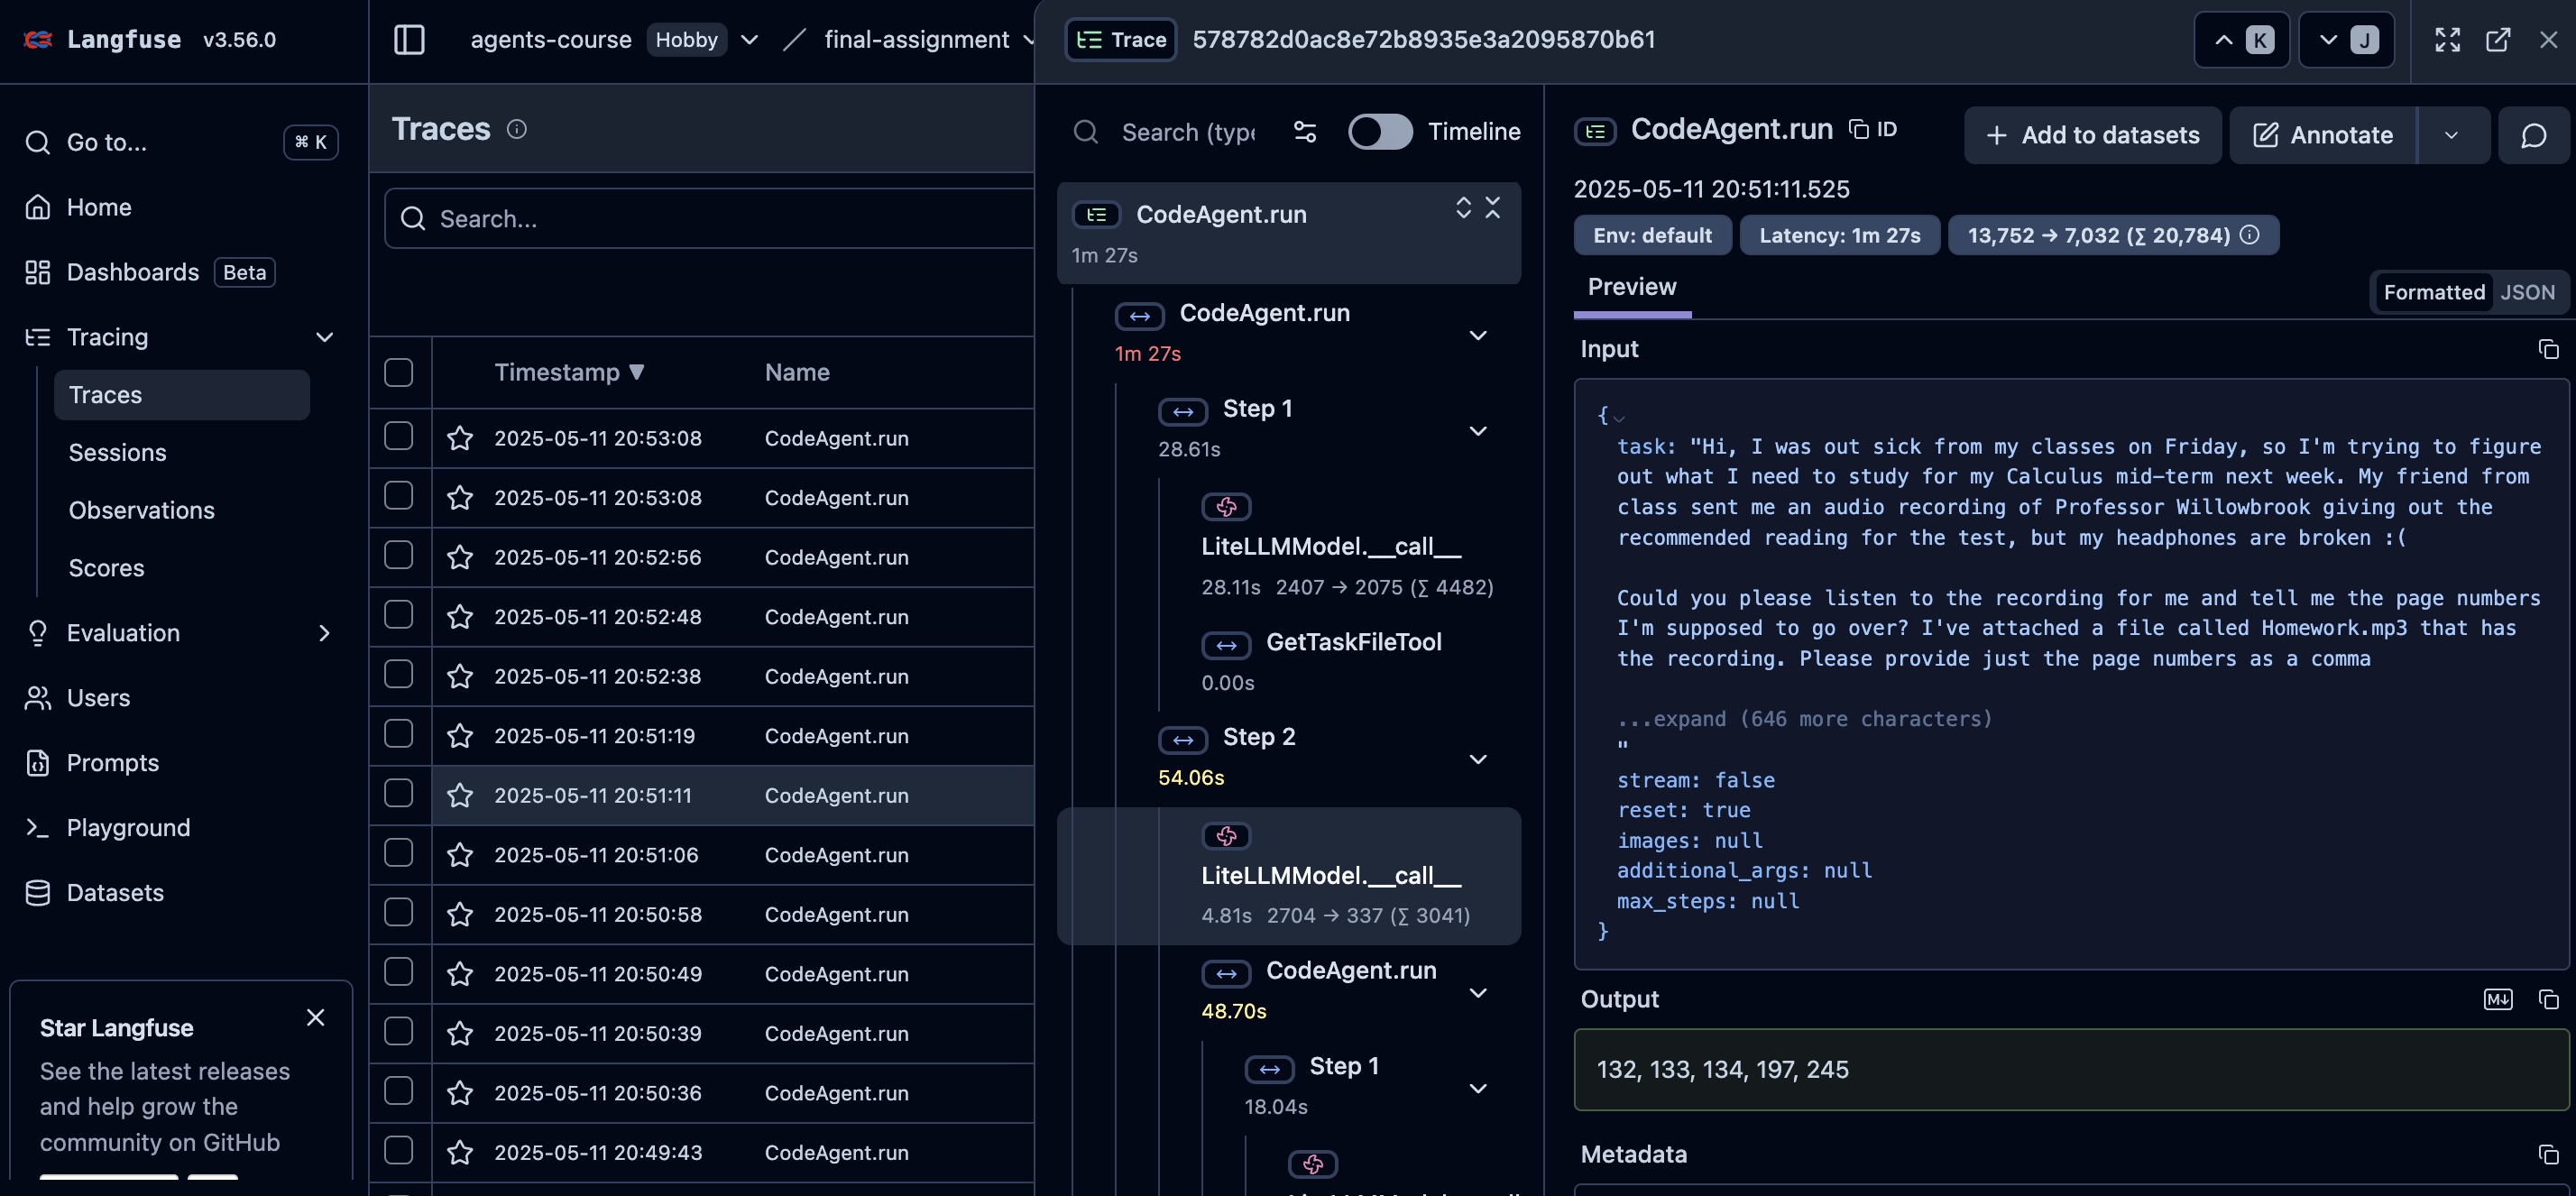 Langfuse v3.56.0
Go to...
⌘ K
Home
Dashboards Beta
Tracing
Traces
Sessions
Observations
Scores
Evaluation
Users
Prompts
Playground
Datasets
Star Langfuse
See the latest releases
and help grow the
community on GitHub
agents-course Hobby
final-assignment
Traces
Search...
Timestamp ▼ Name
2025-05-11 20:53:08 CodeAgent.run
2025-05-11 20:53:08 CodeAgent.run
2025-05-11 20:52:56 CodeAgent.run
2025-05-11 20:52:48 CodeAgent.run
2025-05-11 20:52:38 CodeAgent.run
2025-05-11 20:51:19 CodeAgent.run
2025-05-11 20:51:11 CodeAgent.run
2025-05-11 20:51:06 CodeAgent.run
2025-05-11 20:50:58 CodeAgent.run
2025-05-11 20:50:49 CodeAgent.run
2025-05-11 20:50:39 CodeAgent.run
2025-05-11 20:50:36 CodeAgent.run
2025-05-11 20:49:43 CodeAgent.run
Trace 578782d0ac8e72b8935e3a2095870b61
K
J
Search (type
Timeline
CodeAgent.run
1m 27s
CodeAgent.run
1m 27s
Step 1
28.61s
LiteLLMModel.__call__
28.11s 2407 → 2075 (∑ 4482)
GetTaskFileTool
0.00s
Step 2
54.06s
LiteLLMModel.__call__
4.81s 2704 → 337 (∑ 3041)
CodeAgent.run
48.70s
Step 1
18.04s
CodeAgent.run ID
Add to datasets
Annotate
2025-05-11 20:51:11.525
Env: default
Latency: 1m 27s
13,752 → 7,032 (∑ 20,784)
Preview
Formatted JSON
Input
{
task: "Hi, I was out sick from my classes on Friday, so I'm trying to figure
out what I need to study for my Calculus mid-term next week. My friend from
class sent me an audio recording of Professor Willowbrook giving out the
recommended reading for the test, but my headphones are broken :(
Could you please listen to the recording for me and tell me the page numbers
I'm supposed to go over? I've attached a file called Homework.mp3 that has
the recording. Please provide just the page numbers as a comma
...expand (646 more characters)
"
stream: false
reset: true
images: null
additional_args: null
max_steps: null
}
Output
M↓
132, 133, 134, 197, 245
Metadata